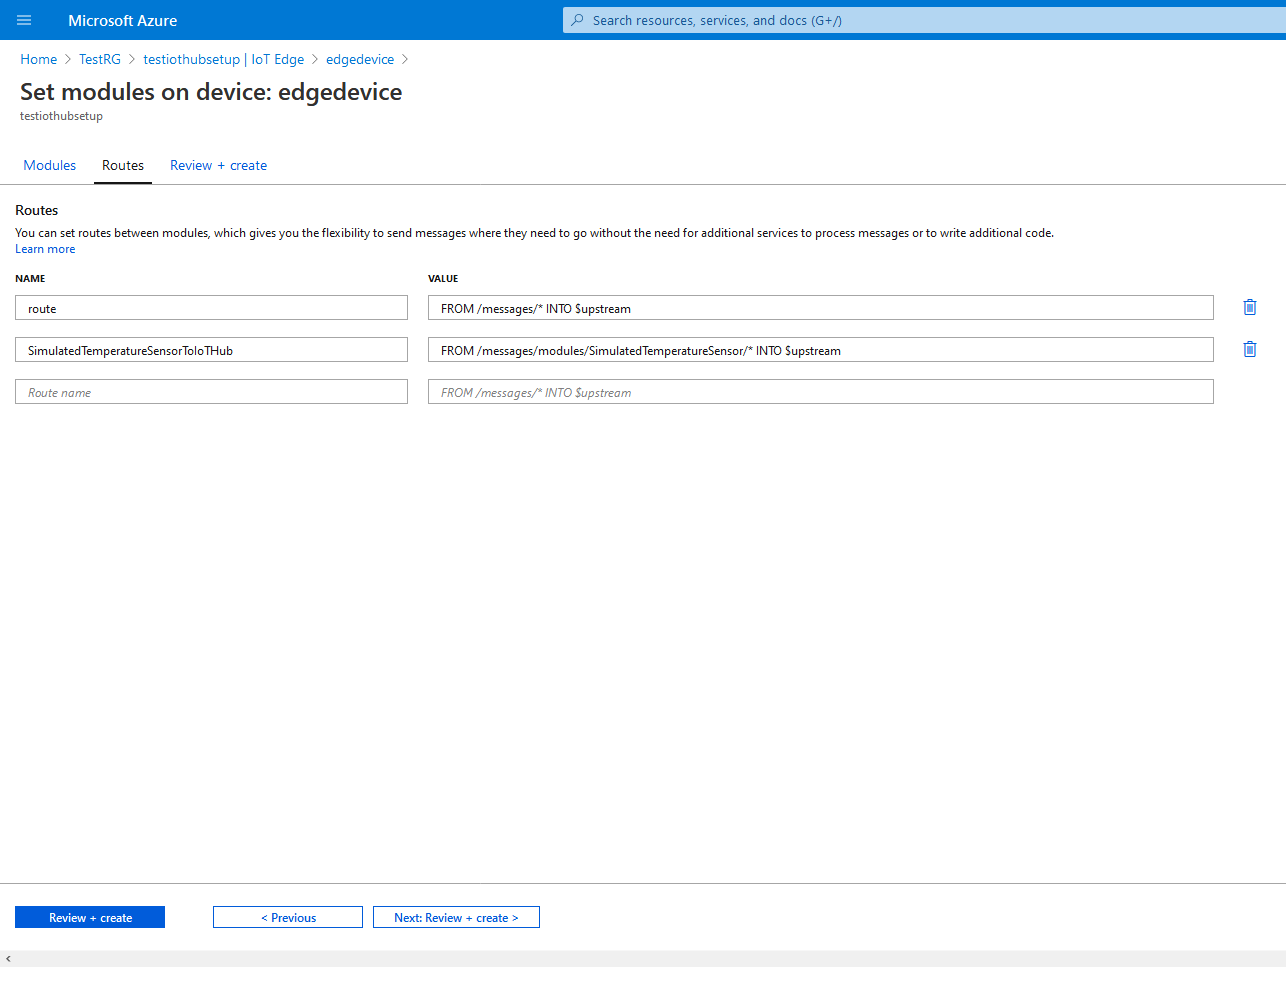 Microsoft Azure
Search resources, services, and docs (G+/)
Home > TestRG > testiothubsetup | IoT Edge > edgedevice >
Set modules on device: edgedevice
testiothubsetup
Modules Routes Review + create
Routes
You can set routes between modules, which gives you the flexibility to send messages where they need to go without the need for additional services to process messages or to write additional code.
Learn more
NAME VALUE
route FROM /messages/* INTO $upstream
SimulatedTemperatureSensorToIoTHub FROM /messages/modules/SimulatedTemperatureSensor/* INTO $upstream
Route name FROM /messages/* INTO $upstream
Review + create < Previous Next: Review + create >